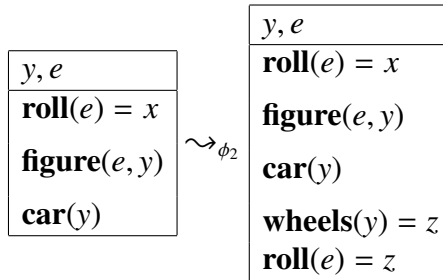 y, e
roll(e) = x
figure(e, y)
car(y)
⤳ϕ₂
y, e
roll(e) = x
figure(e, y)
car(y)
wheels(y) = z
roll(e) = z